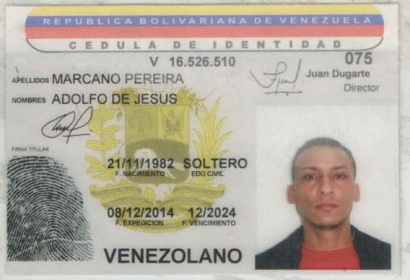 REPUBLICA BOLIVARIANA DE VENEZUELA
CEDULA DE IDENTIDAD
V 16.526.510 075
APELLIDOS MARCANO PEREIRA
Juan Dugarte
Director
NOMBRES ADOLFO DE JESUS
FIRMA TITULAR
21/11/1982 SOLTERO
F. NACIMIENTO EDO CIVIL
08/12/2014 12/2024
F. EXPEDICION F. VENCIMIENTO
VENEZOLANO